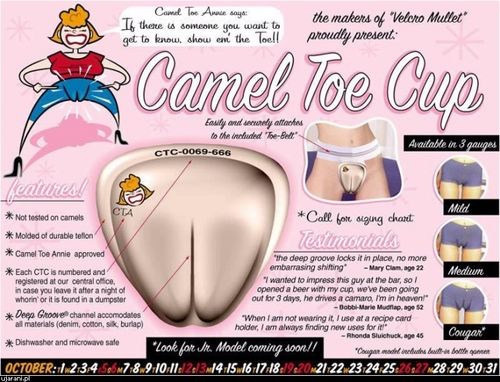 Camel Toe Annie says:
If there is someone you want to
get to know, show em' the Toe!!
the makers of "Velcro Mullet"
proudly present:
Camel Toe Cup
Easily and securely attaches
to the included "Toe-Belt"
Available in 3 gauges
CTC-0069-666
CTA
features!
* Not tested on camels
* Molded of durable teflon
* Camel Toe Annie approved
* Each CTC is numbered and
registered at our central office,
in case you leave it after a night of
whorin' or it is found in a dumpster
* Deep Groove® channel accomodates
all materials (denim, cotton, silk, burlap)
* Dishwasher and microwave safe
* Call for sizing chart
Testimonials
"the deep groove locks it in place, no more
embarrassing shifting" – Mary Clam, age 22
"I wanted to impress this guy at the bar, so I
opened a beer with my cup, we've been going
out for 3 days, he drives a camaro, I'm in heaven!"
– Bobbi-Marie Mudflap, age 52
"When I am not wearing it, I use at a recipe card
holder, I am always finding new uses for it!"
– Rhonda Sluichuck, age 45
Mild
Medium
Cougar*
*Look for Jr. Model coming soon!!
*Cougar model includes built-in bottle opener
OCTOBER: 1 2 3 4 5 6 7 8 9 10 11 12 13 14 15 16 17 18 19 20 21 22 23 24 25 26 27 28 29 30 31
ujarani.pl